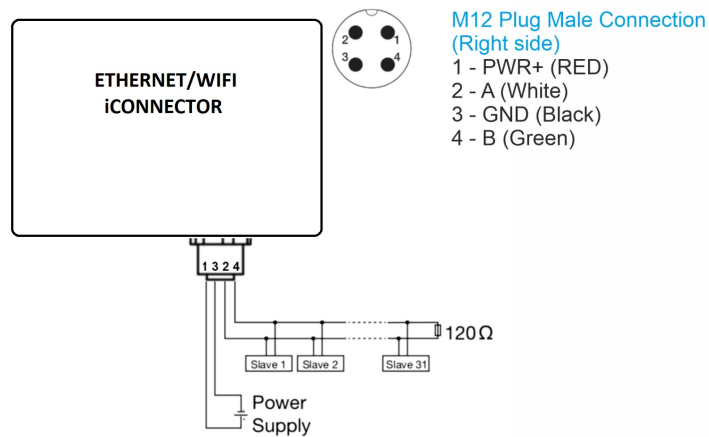 ETHERNET/WIFI
iCONNECTOR
2 1
3 4
M12 Plug Male Connection
(Right side)
1 - PWR+ (RED)
2 - A (White)
3 - GND (Black)
4 - B (Green)
1 3 2 4
120Ω
Slave 1 Slave 2 Slave 31
Power
Supply